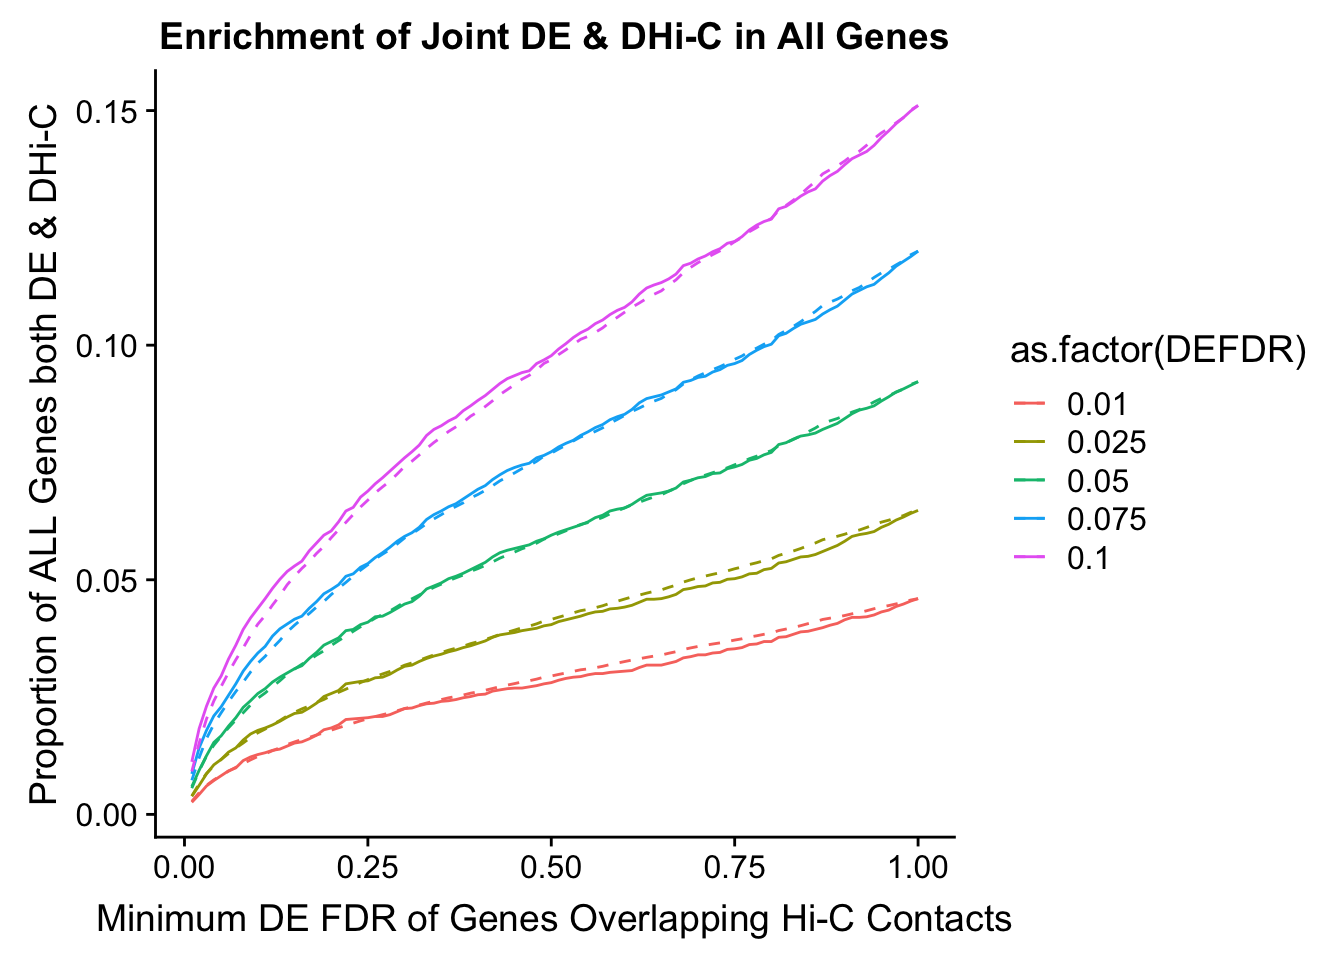 Enrichment of Joint DE & DHi-C in All Genes
Proportion of ALL Genes both DE & DHi-C
0.15
0.10
0.05
0.00
0.00 0.25 0.50 0.75 1.00
Minimum DE FDR of Genes Overlapping Hi-C Contacts
as.factor(DEFDR)
0.01
0.025
0.05
0.075
0.1